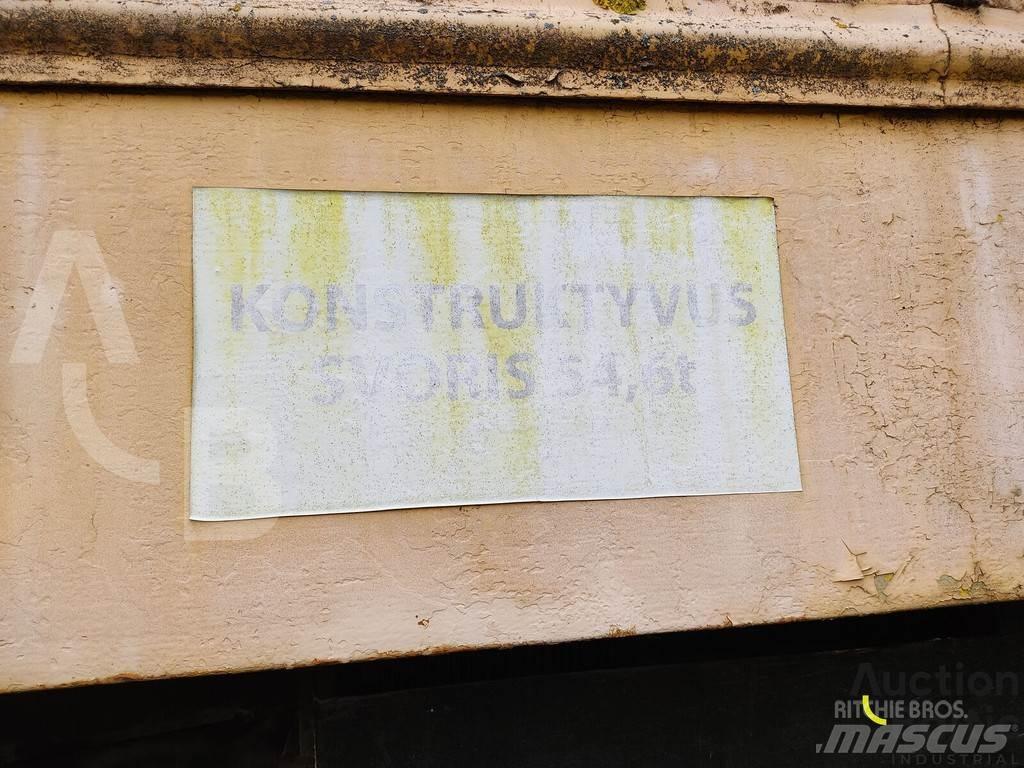 KONSTRUKTYVUS
SVORIS 54,6t
A
B
Auction
RITCHIE BROS.
MASCUS
INDUSTRIAL